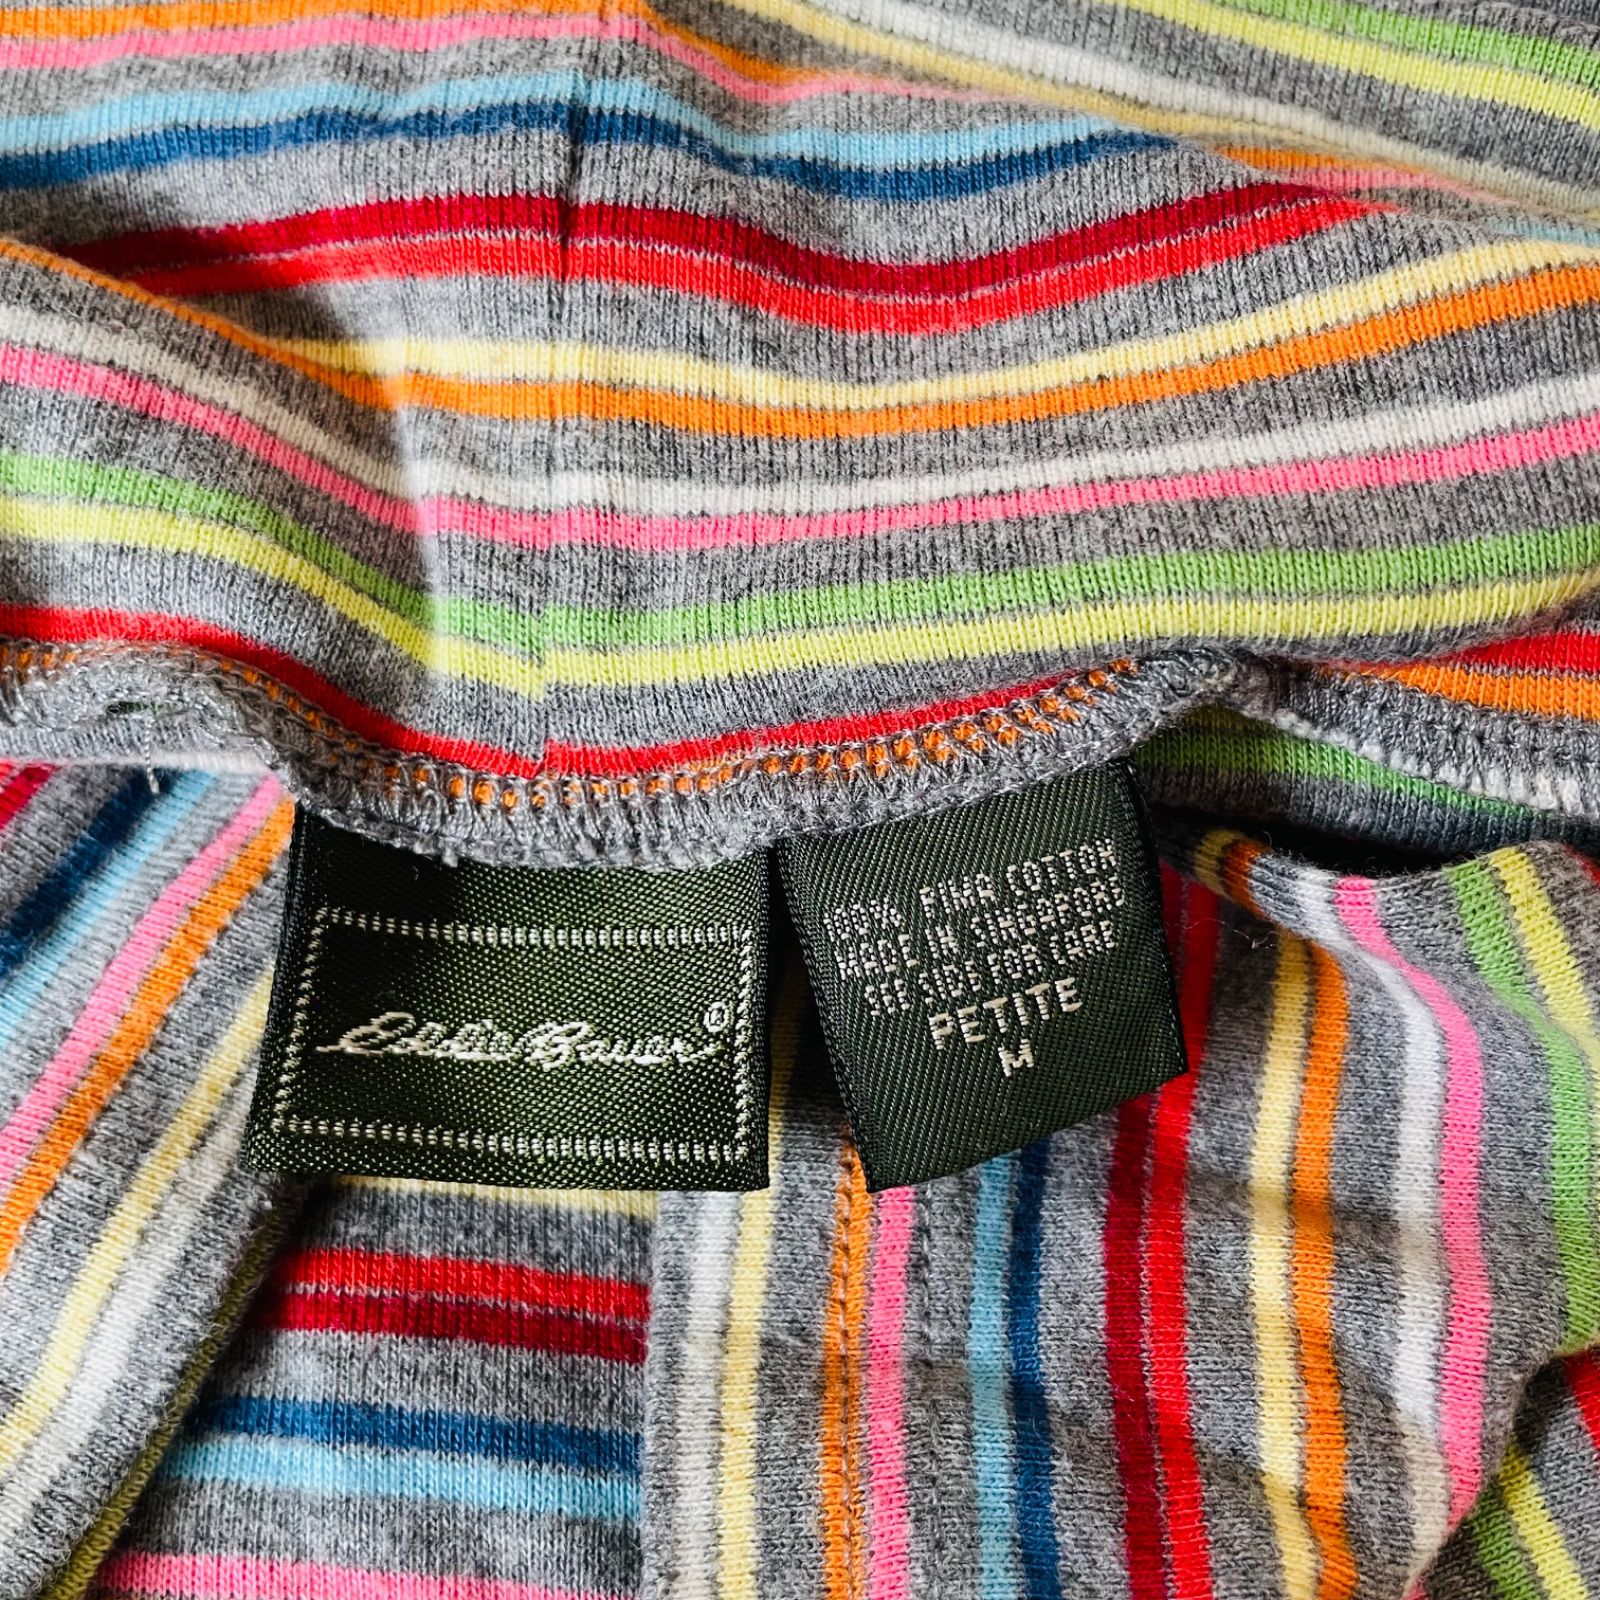 Eddie Bauer®
100% PIMA COTTON
MADE IN SINGAPORE
SEE SIDE FOR CARE
PETITE
M